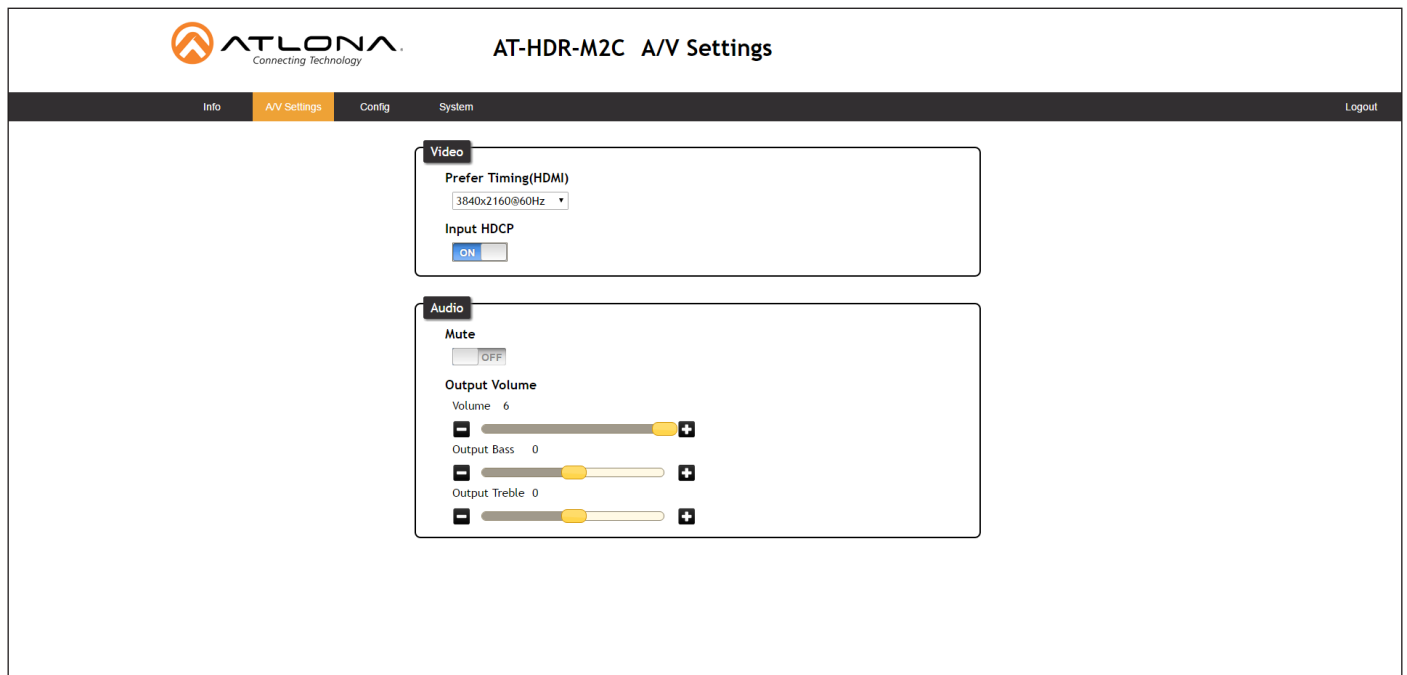 ATLONA.
Connecting Technology
AT-HDR-M2C A/V Settings
Info A/V Settings Config System Logout
Video
Prefer Timing(HDMI)
3840x2160@60Hz
Input HDCP
ON
Audio
Mute
OFF
Output Volume
Volume 6
Output Bass 0
Output Treble 0